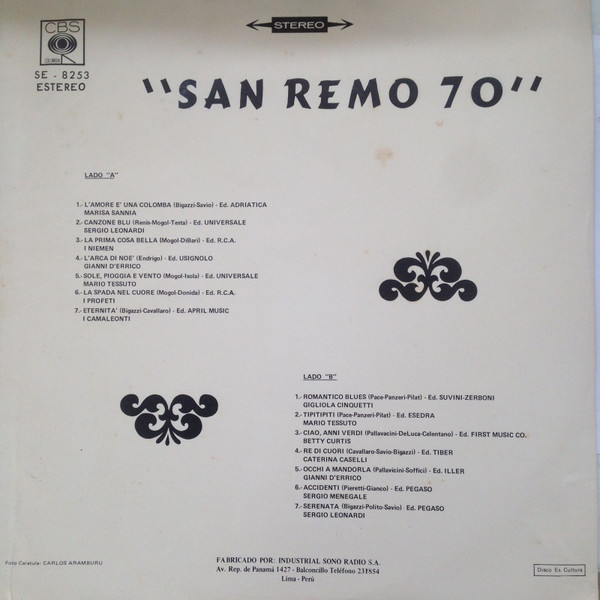 CBS
COLUMBIA
SE - 8253
ESTEREO
STEREO
"SAN REMO 70"
LADO "A"
1.- L'AMORE E' UNA COLOMBA (Bigazzi-Savio) - Ed. ADRIATICA
MARISA SANNIA
2.- CANZONE BLU (Renis-Mogol-Testa) - Ed. UNIVERSALE
SERGIO LEONARDI
3.- LA PRIMA COSA BELLA (Mogol-DiBari) - Ed. R.C.A.
I NIEMEN
4.- L'ARCA DI NOE' (Endrigo) - Ed. USIGNOLO
GIANNI D'ERRICO
5.- SOLE, PIOGGIA E VENTO (Mogol-Isola) - Ed. UNIVERSALE
MARIO TESSUTO
6.- LA SPADA NEL CUORE (Mogol-Donida) - Ed. R.C.A.
I PROFETI
7.- ETERNITA' (Bigazzi-Cavallaro) - Ed. APRIL MUSIC
I CAMALEONTI
LADO "B"
1.- ROMANTICO BLUES (Pace-Panzeri-Pilat) - Ed. SUVINI-ZERBONI
GIGLIOLA CINQUETTI
2.- TIPITIPITI (Pace-Panzeri-Pilat) - Ed. ESEDRA
MARIO TESSUTO
3.- CIAO, ANNI VERDI (Pallavacini-DeLuca-Celentano) - Ed. FIRST MUSIC CO.
BETTY CURTIS
4.- RE DI CUORI (Cavallaro-Savio-Bigazzi) - Ed. TIBER
CATERINA CASELLI
5.- OCCHI A MANDORLA (Pallavicini-Soffici) - Ed. ILLER
GIANNI D'ERRICO
6.- ACCIDENTI (Pieretti-Gianco) - Ed. PEGASO
SERGIO MENEGALE
7.- SERENATA (Bigazzi-Polito-Savio) - Ed. PEGASO
SERGIO LEONARDI
Foto Caratula: CARLOS ARAMBURU
FABRICADO POR: INDUSTRIAL SONO RADIO S.A.
Av. Rep. de Panamá 1427 - Balconcillo Teléfono 231854
Lima - Perú
Disco Es Cultura